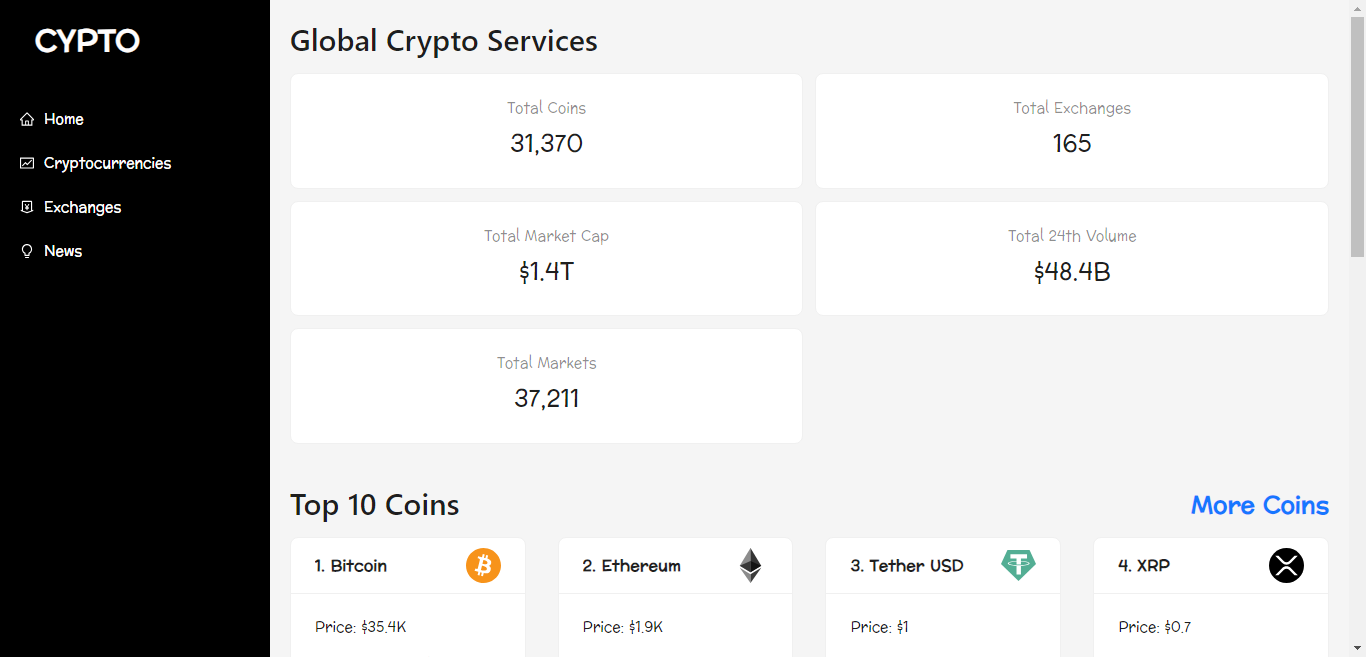 CYPTO
Home
Cryptocurrencies
Exchanges
News
Global Crypto Services
Total Coins
31,370
Total Exchanges
165
Total Market Cap
$1.4T
Total 24th Volume
$48.4B
Total Markets
37,211
Top 10 Coins
More Coins
1. Bitcoin
Price: $35.4K
2. Ethereum
Price: $1.9K
3. Tether USD
Price: $1
4. XRP
Price: $0.7